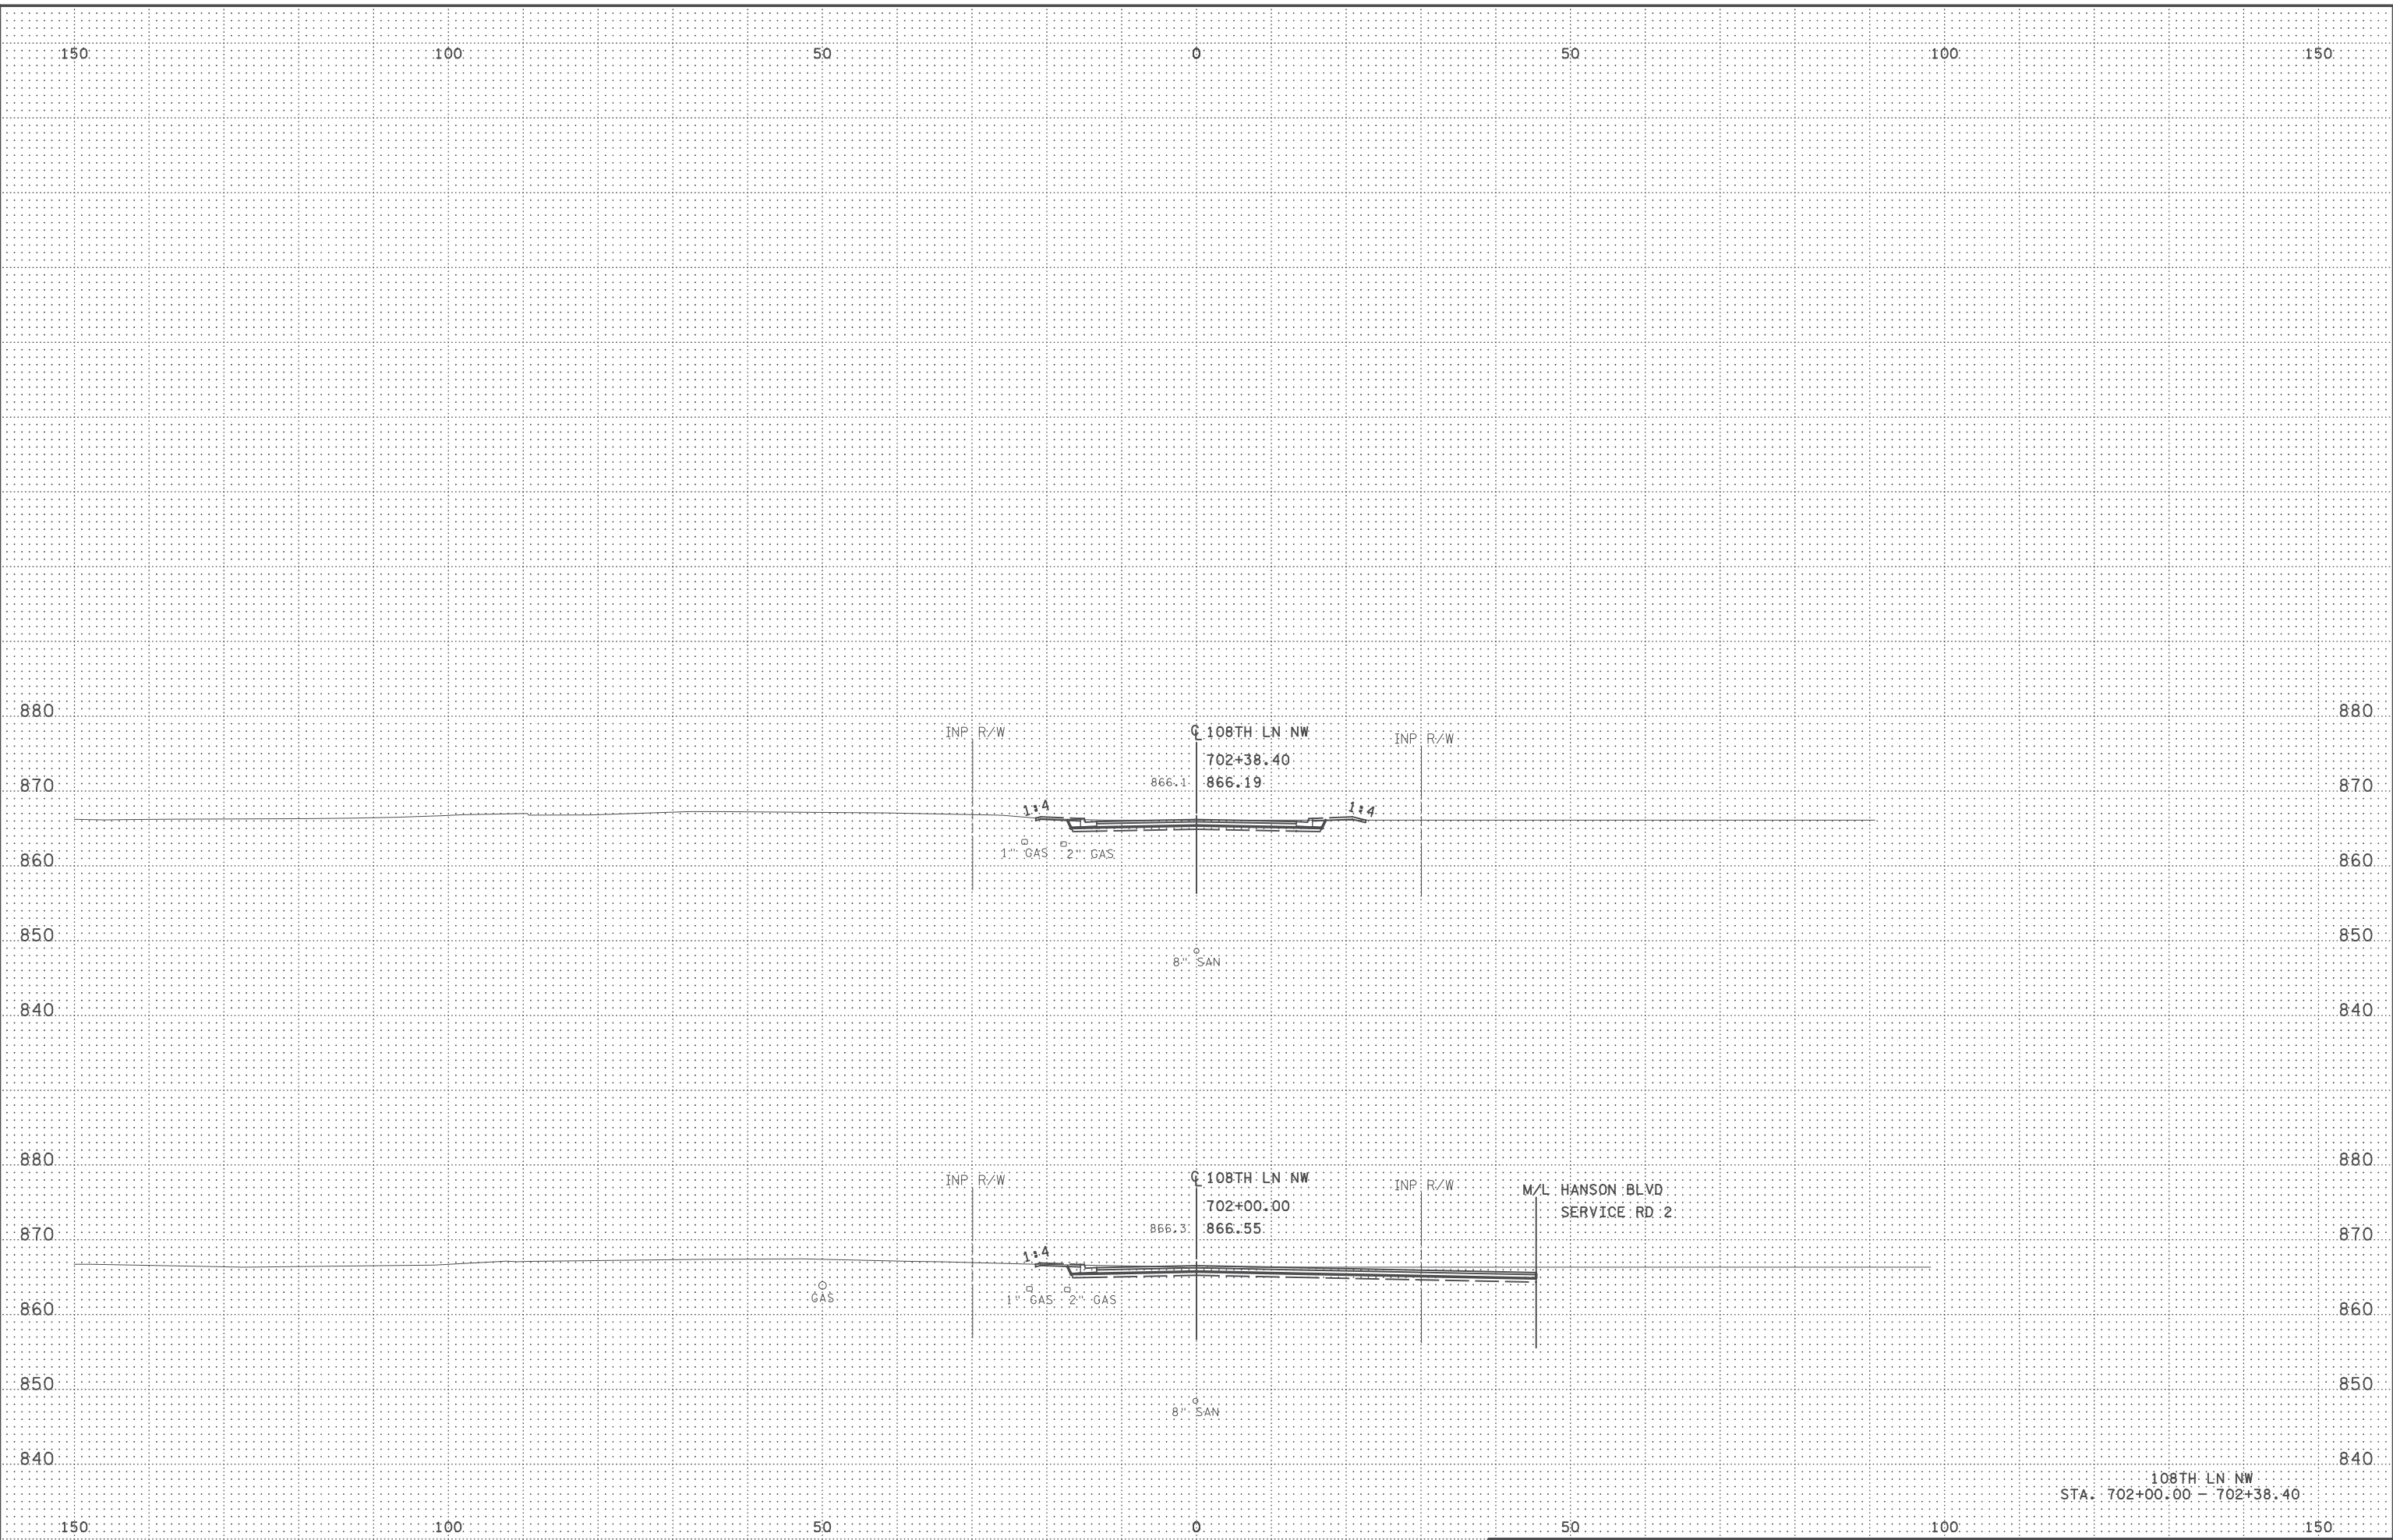 150 100 50 0 50 100 150
880 880
INP R/W ℄ 108TH LN NW INP R/W
702+38.40
870 866.1 866.19 870
1:4 1:4
860 1" GAS 2" GAS 860
850 850
8" SAN
840 840
880 880
INP R/W ℄ 108TH LN NW INP R/W M/L HANSON BLVD
702+00.00 SERVICE RD 2
870 866.3 866.55 870
1:4
GAS 1" GAS 2" GAS
860 860
850 850
8" SAN
840 840
108TH LN NW
STA. 702+00.00 - 702+38.40
150 100 50 0 50 100 150